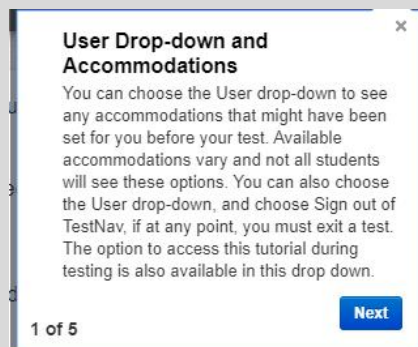 ×
User Drop-down and
Accommodations
You can choose the User drop-down to see
any accommodations that might have been
set for you before your test. Available
accommodations vary and not all students
will see these options. You can also choose
the User drop-down, and choose Sign out of
TestNav, if at any point, you must exit a test.
The option to access this tutorial during
testing is also available in this drop down.
Next
1 of 5